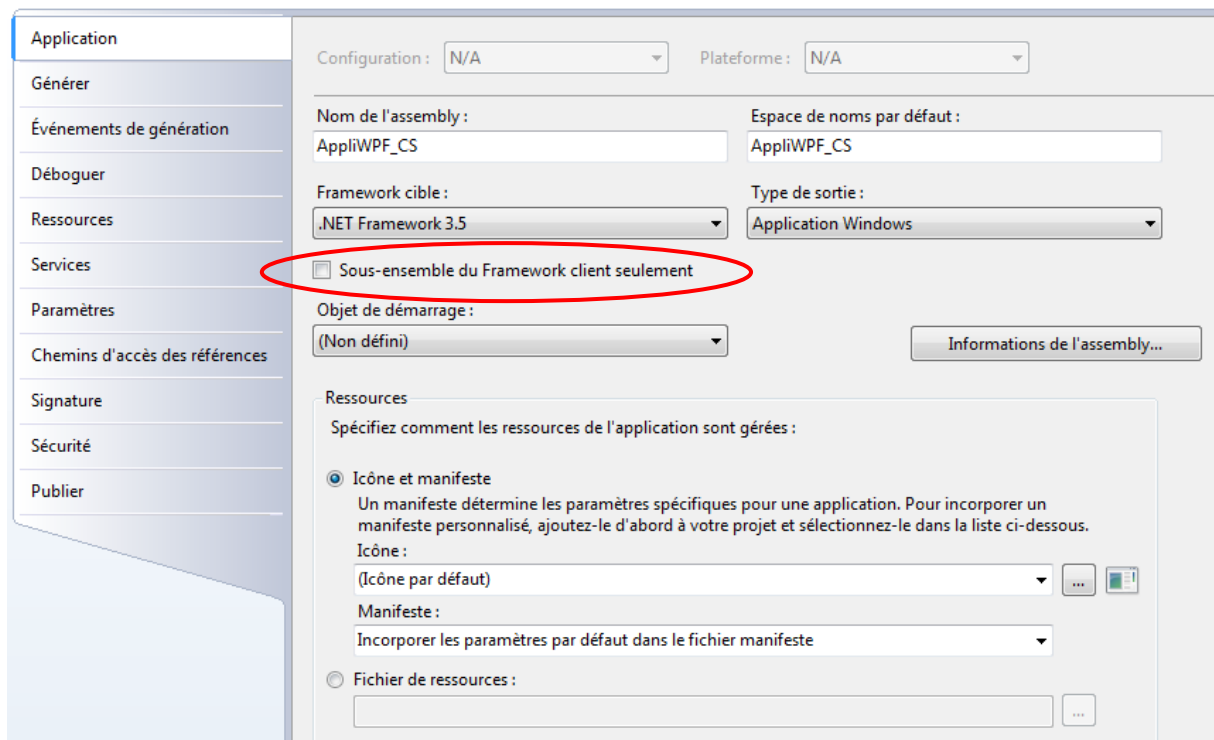 Application
Générer
Événements de génération
Déboguer
Ressources
Services
Paramètres
Chemins d'accès des références
Signature
Sécurité
Publier
Configuration : N/A Plateforme : N/A
Nom de l'assembly : Espace de noms par défaut :
AppliWPF_CS AppliWPF_CS
Framework cible : Type de sortie :
.NET Framework 3.5 Application Windows
Sous-ensemble du Framework client seulement
Objet de démarrage :
(Non défini) Informations de l'assembly...
Ressources
Spécifiez comment les ressources de l'application sont gérées :
Icône et manifeste
Un manifeste détermine les paramètres spécifiques pour une application. Pour incorporer un
manifeste personnalisé, ajoutez-le d'abord à votre projet et sélectionnez-le dans la liste ci-dessous.
Icône :
(Icône par défaut) ...
Manifeste :
Incorporer les paramètres par défaut dans le fichier manifeste
Fichier de ressources :
...